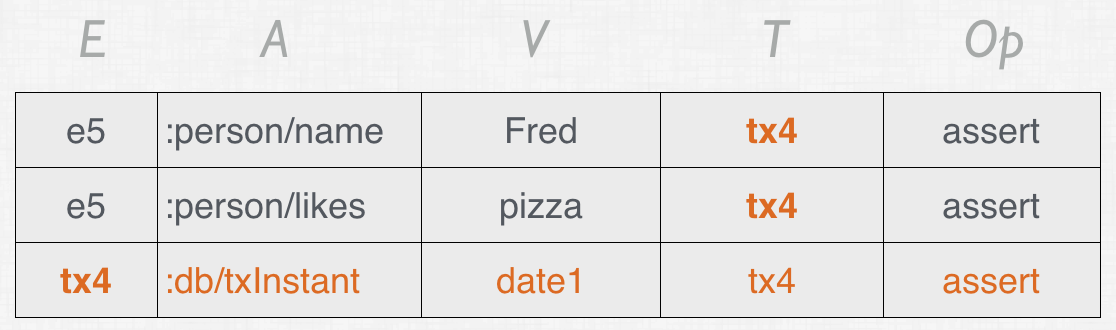 E A V T Op
e5 :person/name Fred tx4 assert
e5 :person/likes pizza tx4 assert
tx4 :db/txInstant date1 tx4 assert